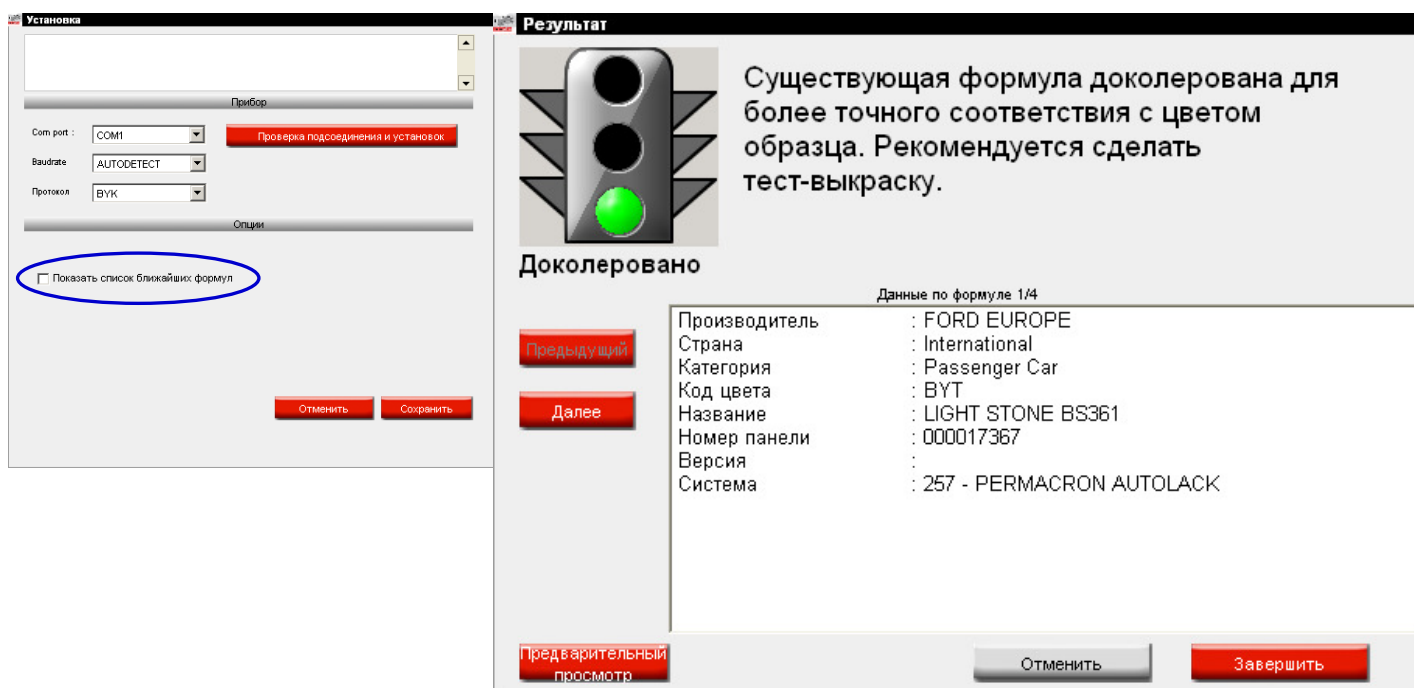 Установка
Прибор
Com port :
COM1
Проверка подсоединения и установок
Baudrate
AUTODETECT
Протокол
BYK
Опции
Показать список ближайших формул
Отменить
Сохранить
Результат
Существующая формула доколерована для
более точного соответствия с цветом
образца. Рекомендуется сделать
тест-выкраску.
Доколеровано
Данные по формуле 1/4
Предыдущий
Далее
Производитель : FORD EUROPE
Страна : International
Категория : Passenger Car
Код цвета : BYT
Название : LIGHT STONE BS361
Номер панели : 000017367
Версия :
Система : 257 - PERMACRON AUTOLACK
Предварительный
просмотр
Отменить
Завершить